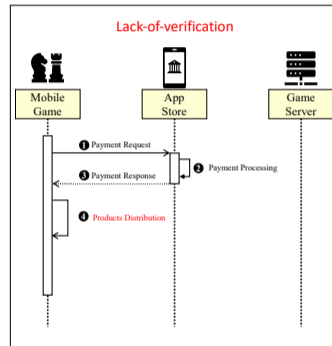 Lack-of-verification
Mobile
Game
App
Store
Game
Server
❶ Payment Request
❷ Payment Processing
❸ Payment Response
❹ Products Distribution